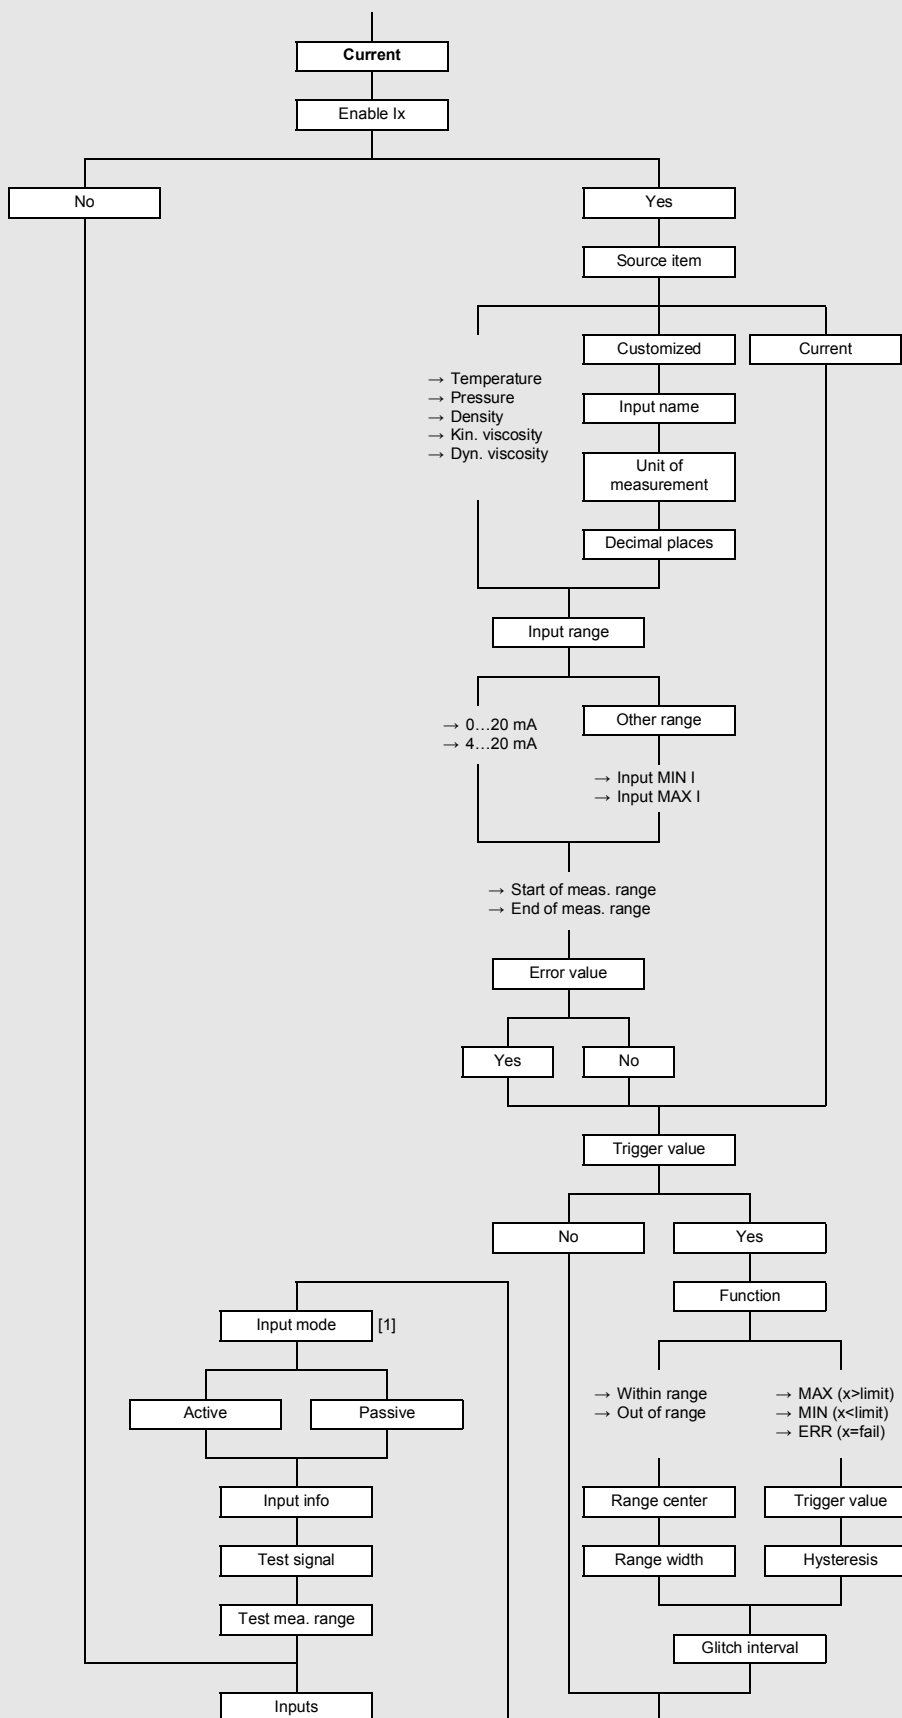 Current
Enable Ix
No
Yes
Source item
Customized
Current
→ Temperature
→ Pressure
→ Density
→ Kin. viscosity
→ Dyn. viscosity
Input name
Unit of
measurement
Decimal places
Input range
→ 0...20 mA
→ 4...20 mA
Other range
→ Input MIN I
→ Input MAX I
→ Start of meas. range
→ End of meas. range
Error value
Yes
No
Trigger value
No
Yes
Function
Input mode [1]
Active
Passive
→ Within range
→ Out of range
→ MAX (x>limit)
→ MIN (x<limit)
→ ERR (x=fail)
Input info
Range center
Trigger value
Test signal
Range width
Hysteresis
Test mea. range
Glitch interval
Inputs